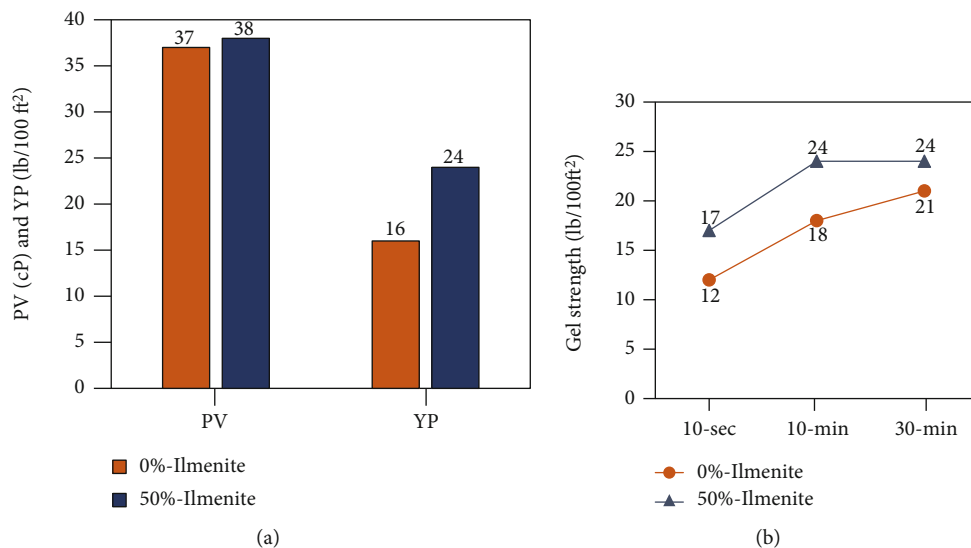 PV (cP) and YP (lb/100 ft²)
40
35
30
25
20
15
10
5
0
37
38
16
24
PV
YP
0%-Ilmenite
50%-Ilmenite
(a)
Gel strength (lb/100ft²)
30
25
20
15
10
5
0
17
24
24
12
18
21
10-sec
10-min
30-min
0%-Ilmenite
50%-Ilmenite
(b)